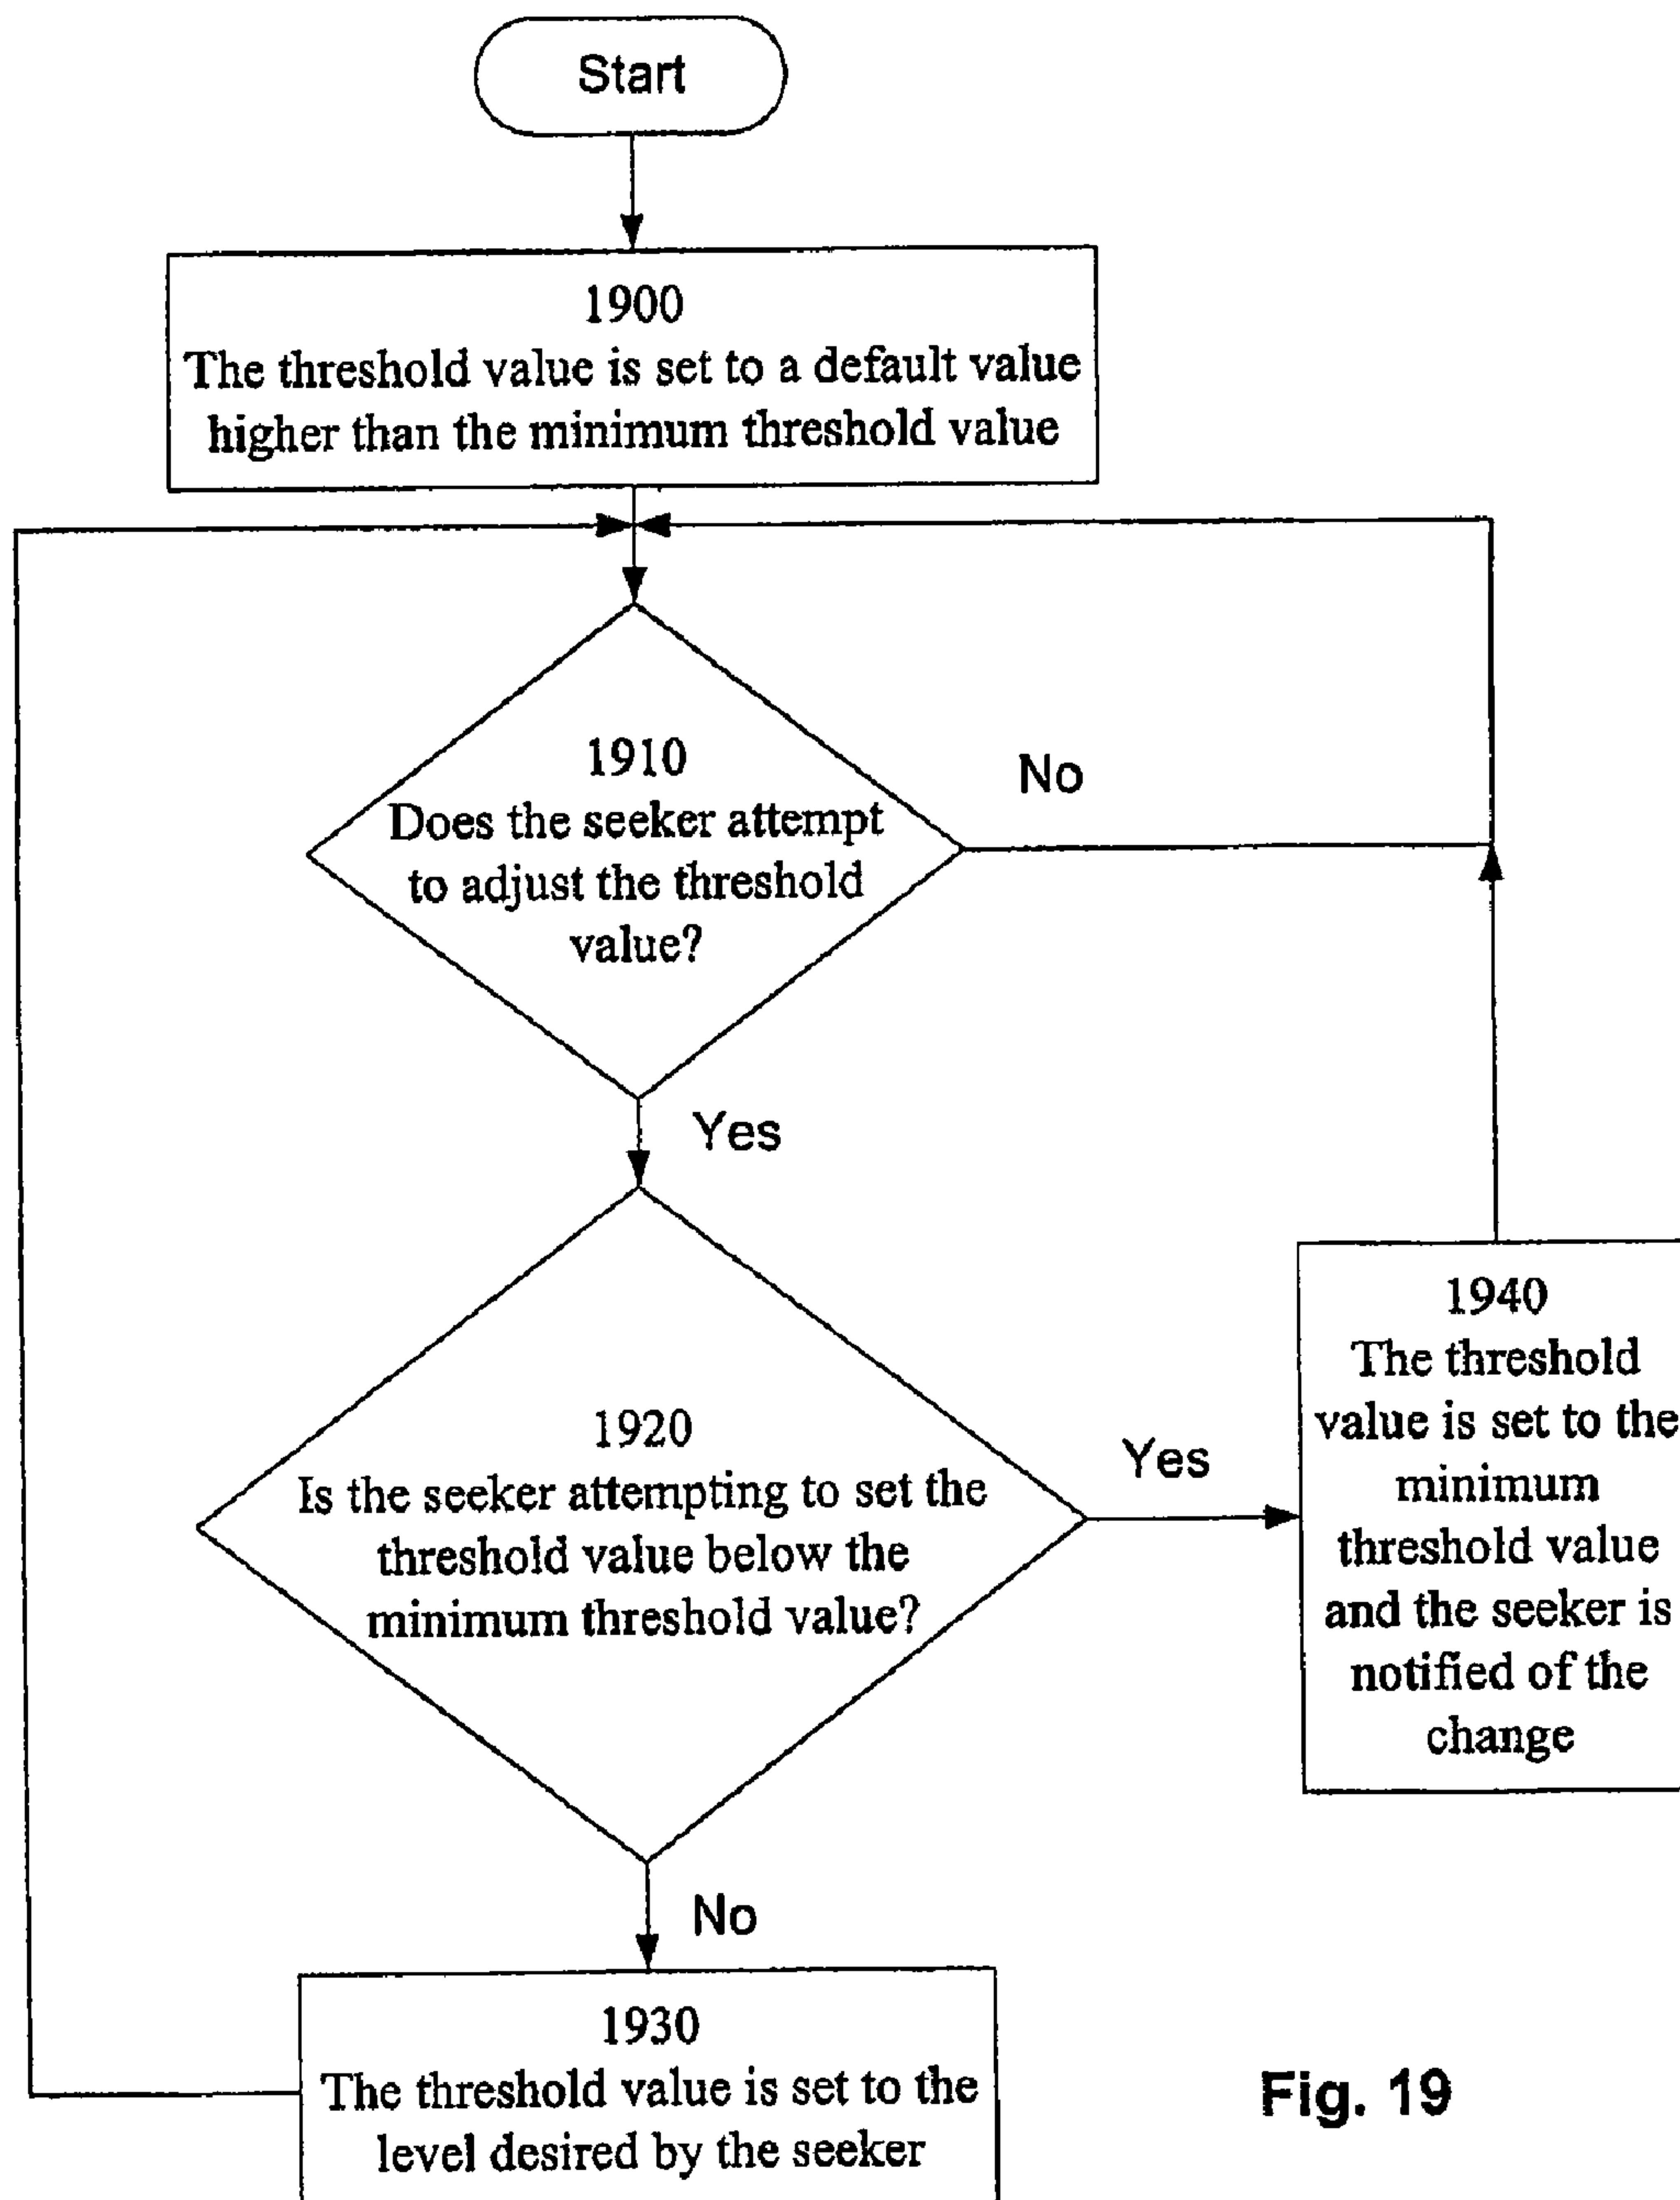 Start
1900
The threshold value is set to a default value
higher than the minimum threshold value
1910
Does the seeker attempt
to adjust the threshold
value?
No
Yes
1920
Is the seeker attempting to set the
threshold value below the
minimum threshold value?
Yes
1940
The threshold
value is set to the
minimum
threshold value
and the seeker is
notified of the
change
No
1930
The threshold value is set to the
level desired by the seeker
Fig. 19